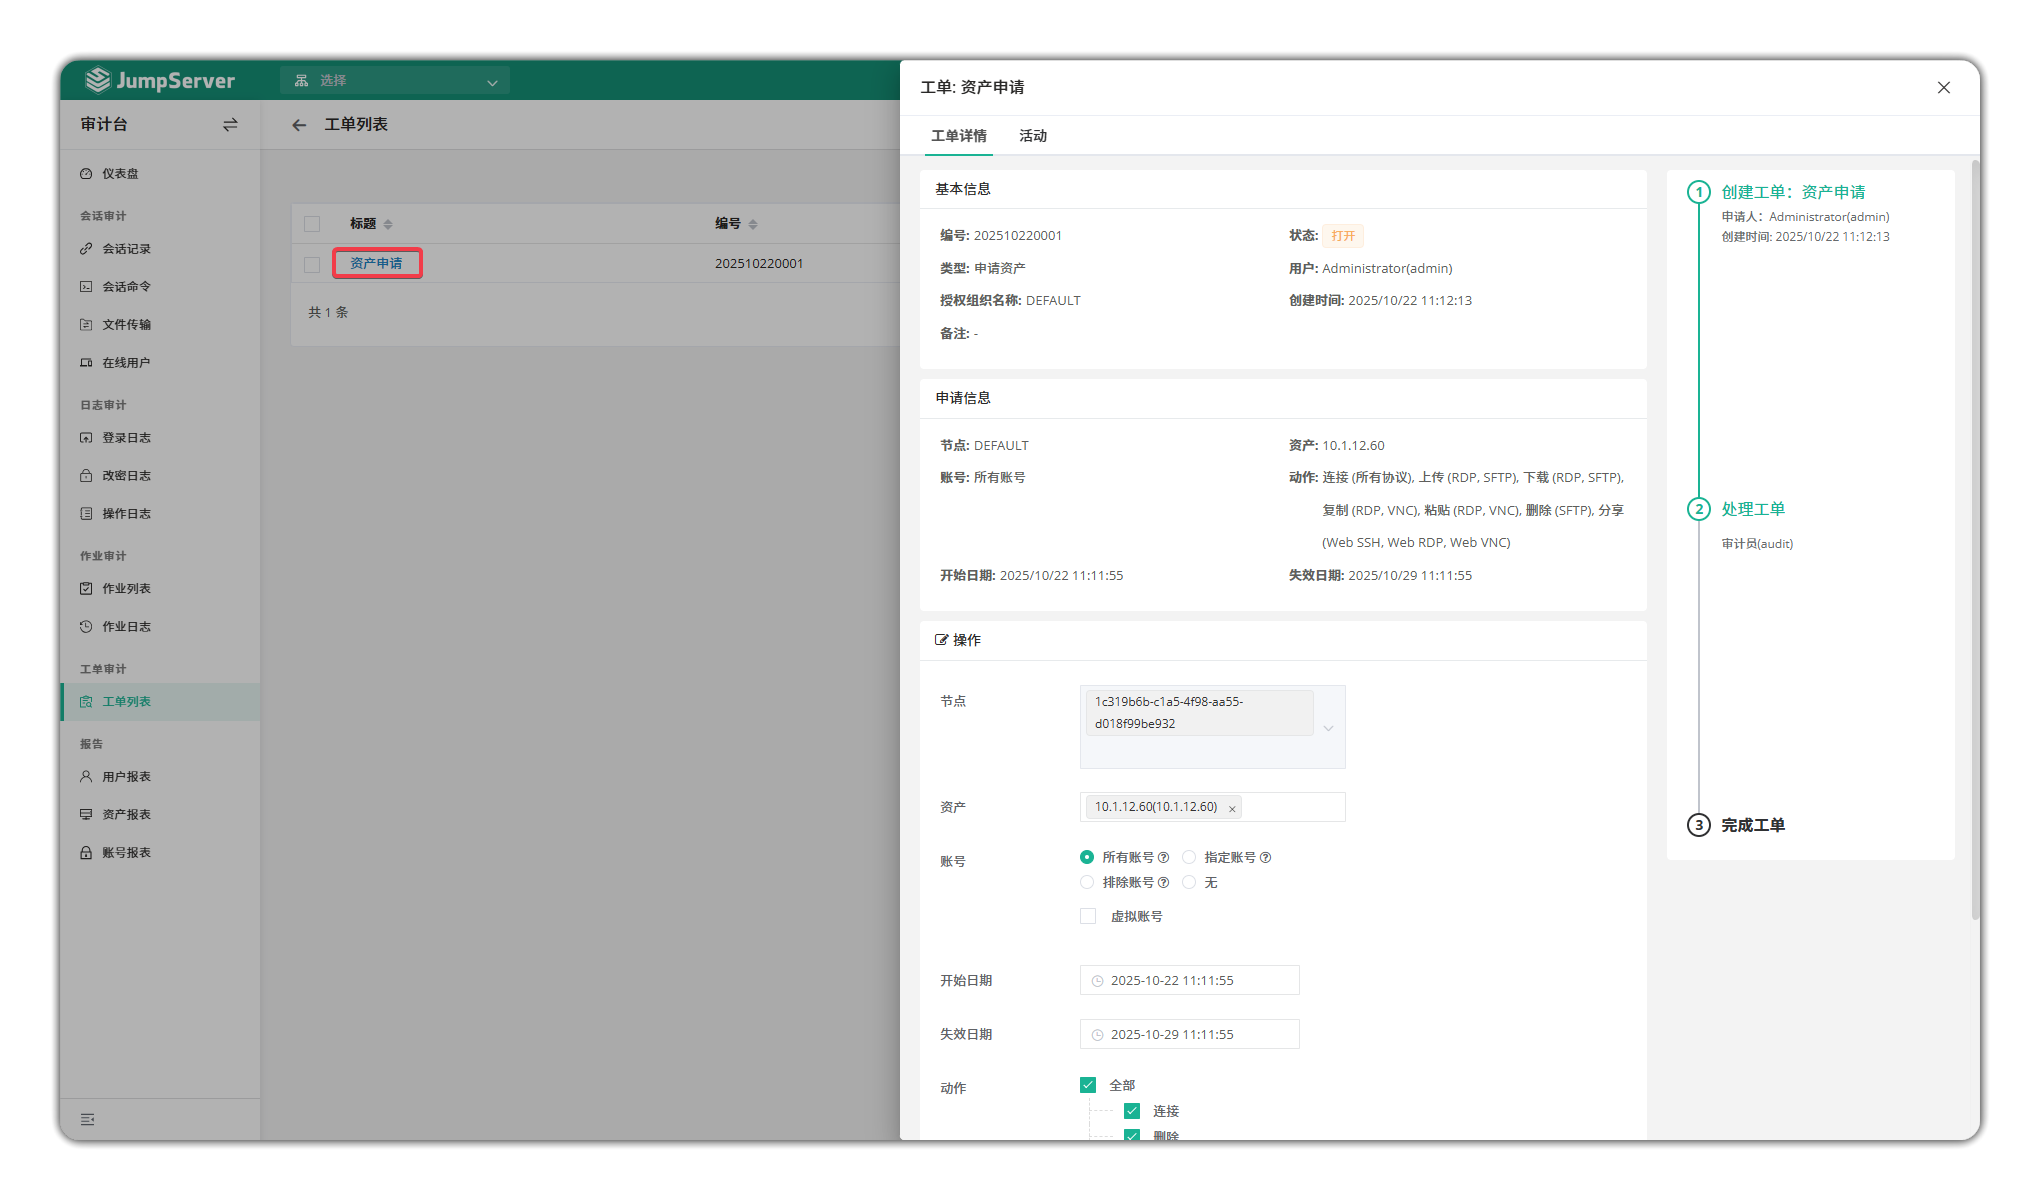 JumpServer
选择
审计台
仪表盘
会话审计
会话记录
会话命令
文件传输
在线用户
日志审计
登录日志
改密日志
操作日志
作业审计
作业列表
作业日志
工单审计
工单列表
报告
用户报表
资产报表
账号报表
工单列表
标题 编号
资产申请 202510220001
共 1 条
工单: 资产申请
工单详情 活动
基本信息
编号: 202510220001 状态: 打开
类型: 申请资产 用户: Administrator(admin)
授权组织名称: DEFAULT 创建时间: 2025/10/22 11:12:13
备注: -
申请信息
节点: DEFAULT 资产: 10.1.12.60
账号: 所有账号 动作: 连接 (所有协议), 上传 (RDP, SFTP), 下载 (RDP, SFTP),
复制 (RDP, VNC), 粘贴 (RDP, VNC), 删除 (SFTP), 分享
(Web SSH, Web RDP, Web VNC)
开始日期: 2025/10/22 11:11:55 失效日期: 2025/10/29 11:11:55
操作
节点 1c319b6b-c1a5-4f98-aa55-
d018f99be932
资产 10.1.12.60(10.1.12.60) ×
账号 所有账号 指定账号
排除账号 无
虚拟账号
开始日期 2025-10-22 11:11:55
失效日期 2025-10-29 11:11:55
动作 全部
连接
删除
1 创建工单：资产申请
申请人：Administrator(admin)
创建时间: 2025/10/22 11:12:13
2 处理工单
审计员(audit)
3 完成工单